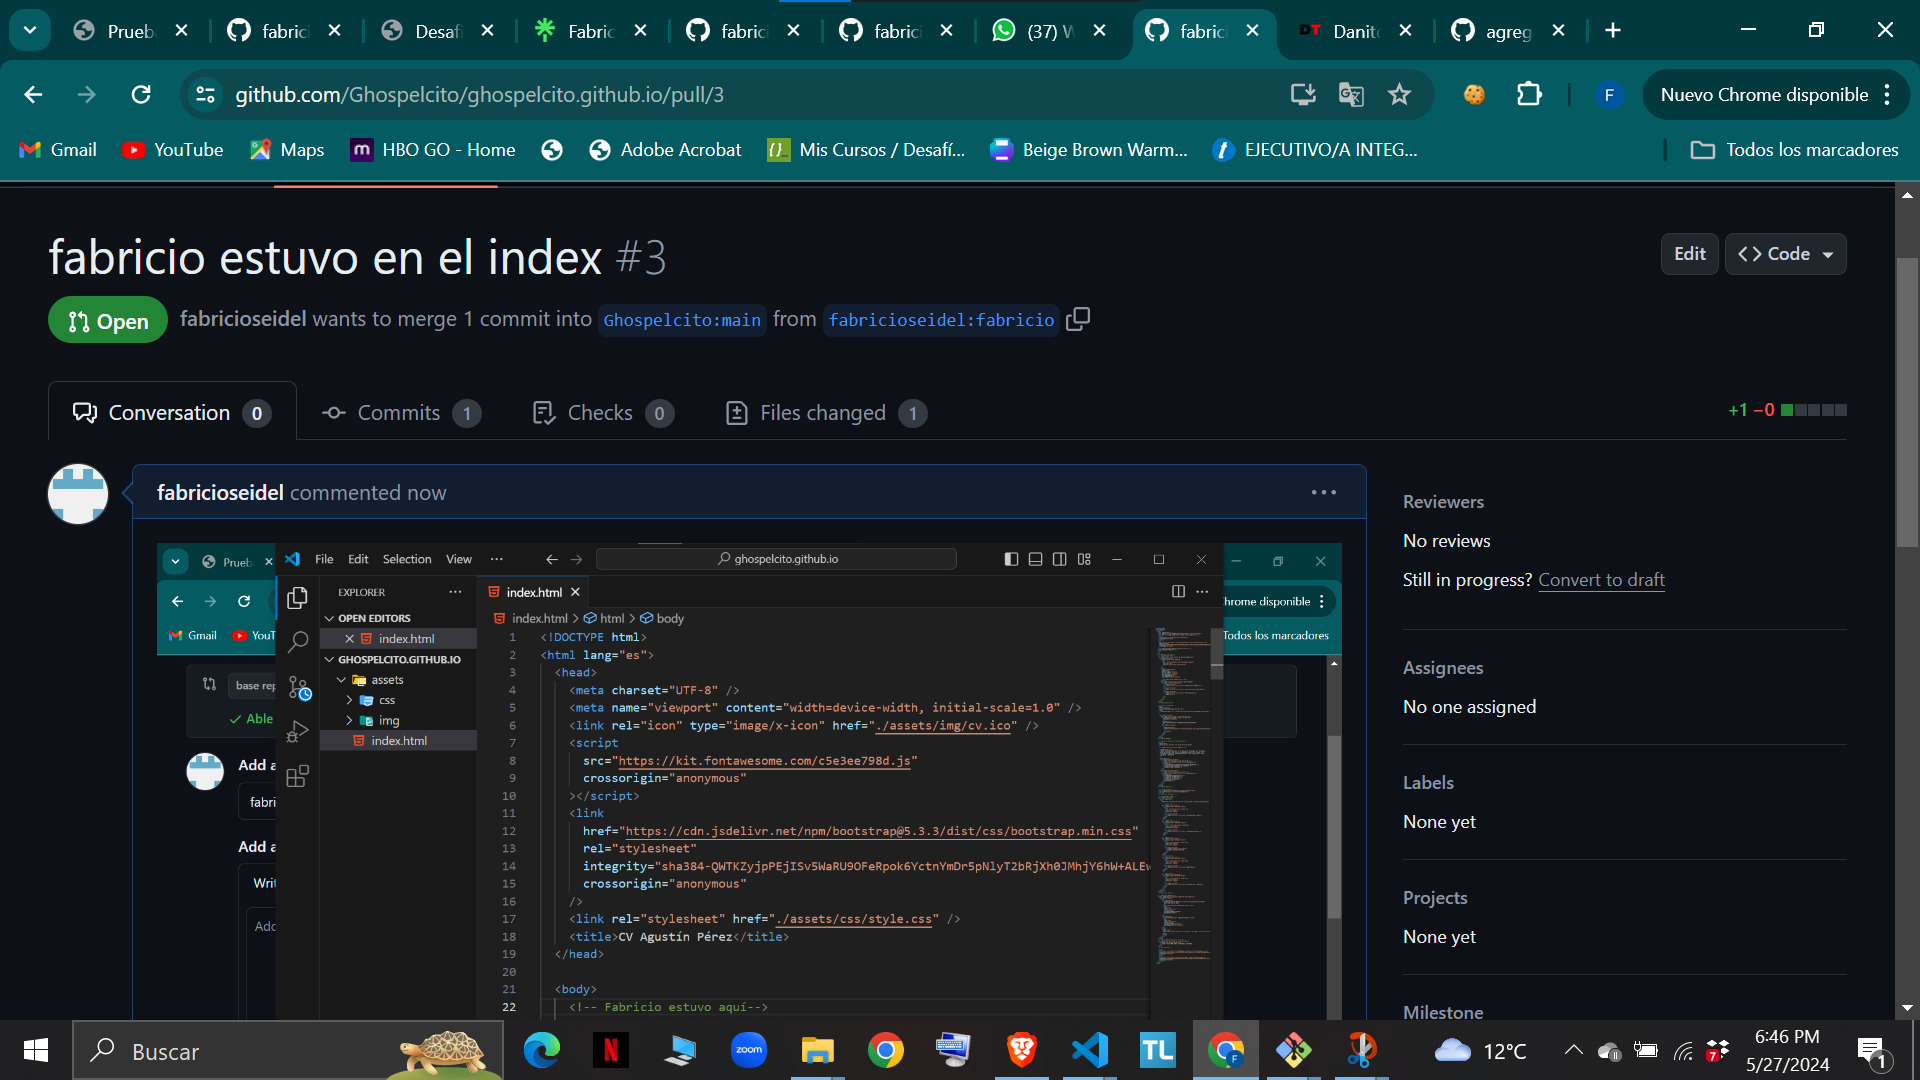 Prueb
fabrici
Desafi
Fabric
fabrici
fabrici
(37) W
fabrici
Danito
agreg
github.com/Ghospelcito/ghospelcito.github.io/pull/3
F
Nuevo Chrome disponible
Gmail
YouTube
Maps
HBO GO - Home
Adobe Acrobat
Mis Cursos / Desafí...
Beige Brown Warm...
EJECUTIVO/A INTEG...
Todos los marcadores
fabricio estuvo en el index #3
Edit
<> Code
Open
fabricioseidel wants to merge 1 commit into Ghospelcito:main from fabricioseidel:fabricio
Conversation 0
Commits 1
Checks 0
Files changed 1
+1 −0
fabricioseidel commented now
Prueb
Gmail
YouT
base rep
Able
Add a
fabri
Add a
Writ
Adc
File Edit Selection View ···
ghospelcito.github.io
EXPLORER
OPEN EDITORS
index.html
GHOSPELCITO.GITHUB.IO
assets
css
img
index.html
index.html
index.html > html > body
1 <!DOCTYPE html>
2 <html lang="es">
3 <head>
4 <meta charset="UTF-8" />
5 <meta name="viewport" content="width=device-width, initial-scale=1.0" />
6 <link rel="icon" type="image/x-icon" href="./assets/img/cv.ico" />
7 <script
8 src="https://kit.fontawesome.com/c5e3ee798d.js"
9 crossorigin="anonymous"
10 ></script>
11 <link
12 href="https://cdn.jsdelivr.net/npm/bootstrap@5.3.3/dist/css/bootstrap.min.css"
13 rel="stylesheet"
14 integrity="sha384-QWTKZyjpPEjISv5WaRU9OFeRpok6YctnYmDr5pNlyT2bRjXh0JMhjY6hW+ALEw
15 crossorigin="anonymous"
16 />
17 <link rel="stylesheet" href="./assets/css/style.css" />
18 <title>CV Agustín Pérez</title>
19 </head>
20
21 <body>
22 <!-- Fabricio estuvo aquí-->
hrome disponible
Todos los marcadores
Reviewers
No reviews
Still in progress? Convert to draft
Assignees
No one assigned
Labels
None yet
Projects
None yet
Milestone
Buscar
N
zoom
TL
F
12°C
7
6:46 PM
5/27/2024
1